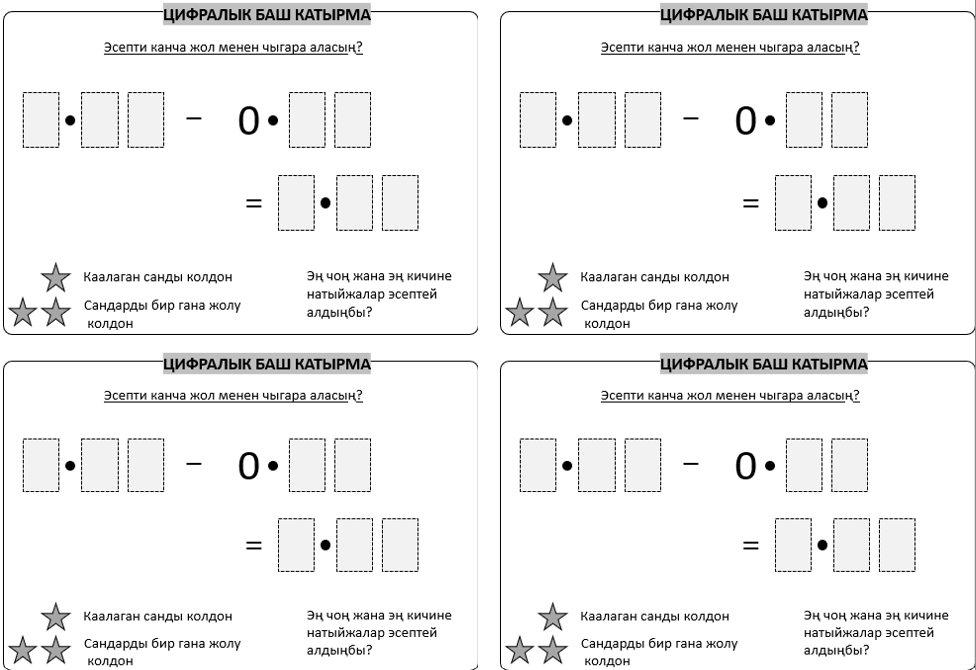 ЦИФРАЛЫК БАШ КАТЫРМА
Эсепти канча жол менен чыгара аласың?
• − 0 •
= •
Каалаган санды колдон
Сандарды бир гана жолу
колдон
Эң чоң жана эң кичине
натыйжалар эсептей
алдыңбы?
ЦИФРАЛЫК БАШ КАТЫРМА
Эсепти канча жол менен чыгара аласың?
• − 0 •
= •
Каалаган санды колдон
Сандарды бир гана жолу
колдон
Эң чоң жана эң кичине
натыйжалар эсептей
алдыңбы?
ЦИФРАЛЫК БАШ КАТЫРМА
Эсепти канча жол менен чыгара аласың?
• − 0 •
= •
Каалаган санды колдон
Сандарды бир гана жолу
колдон
Эң чоң жана эң кичине
натыйжалар эсептей
алдыңбы?
ЦИФРАЛЫК БАШ КАТЫРМА
Эсепти канча жол менен чыгара аласың?
• − 0 •
= •
Каалаган санды колдон
Сандарды бир гана жолу
колдон
Эң чоң жана эң кичине
натыйжалар эсептей
алдыңбы?